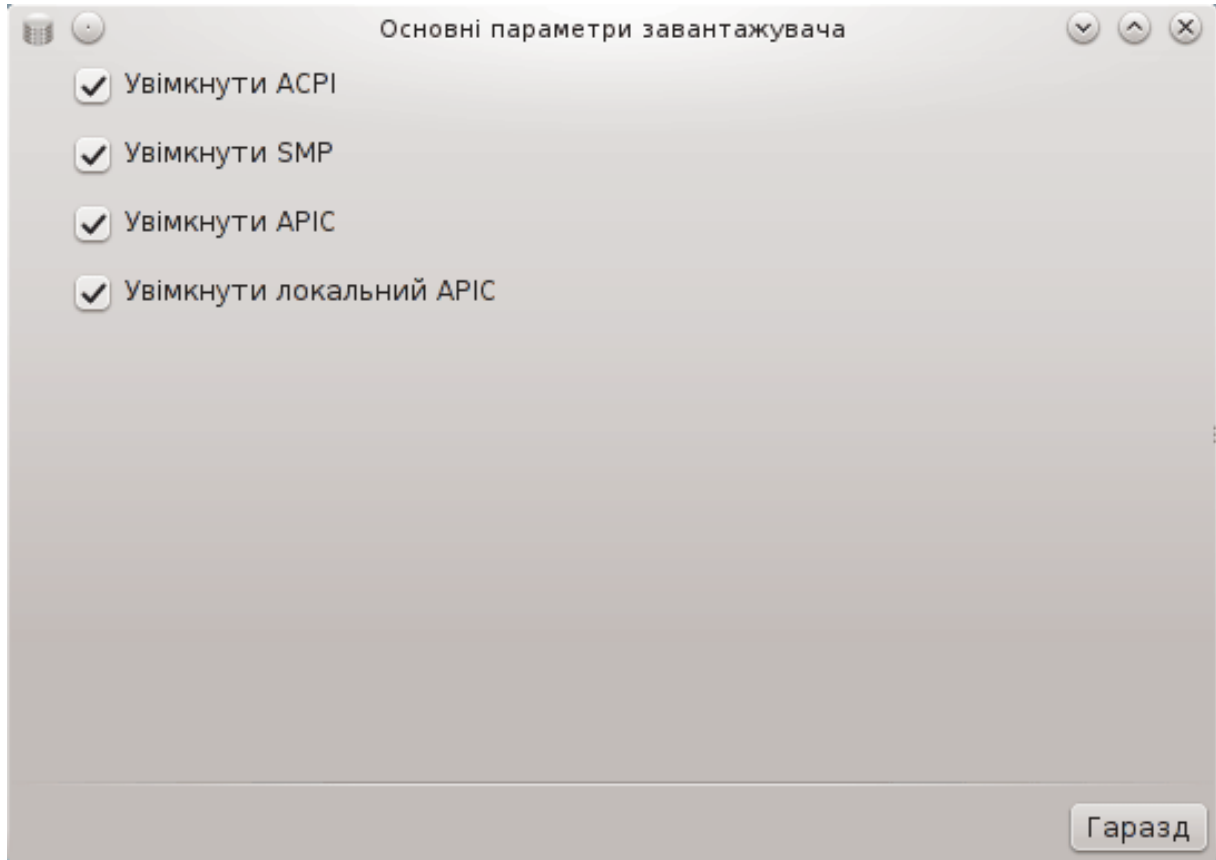 Основні параметри завантажувача
Увімкнути ACPI
Увімкнути SMP
Увімкнути APIC
Увімкнути локальний APIC
Гаразд